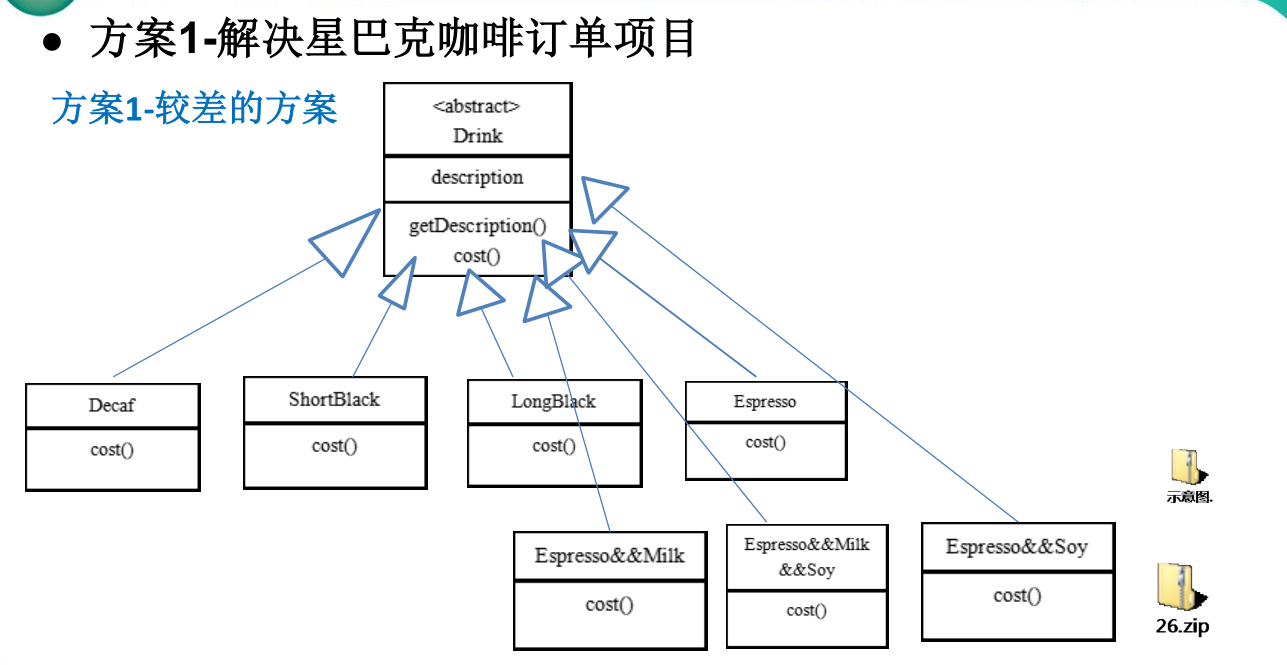 ● 方案1-解决星巴克咖啡订单项目
方案1-较差的方案
<abstract>
Drink
description
getDescription()
cost()
Decaf
cost()
ShortBlack
cost()
LongBlack
cost()
Espresso
cost()
Espresso&&Milk
cost()
Espresso&&Milk
&&Soy
cost()
Espresso&&Soy
cost()
示意图.
26.zip